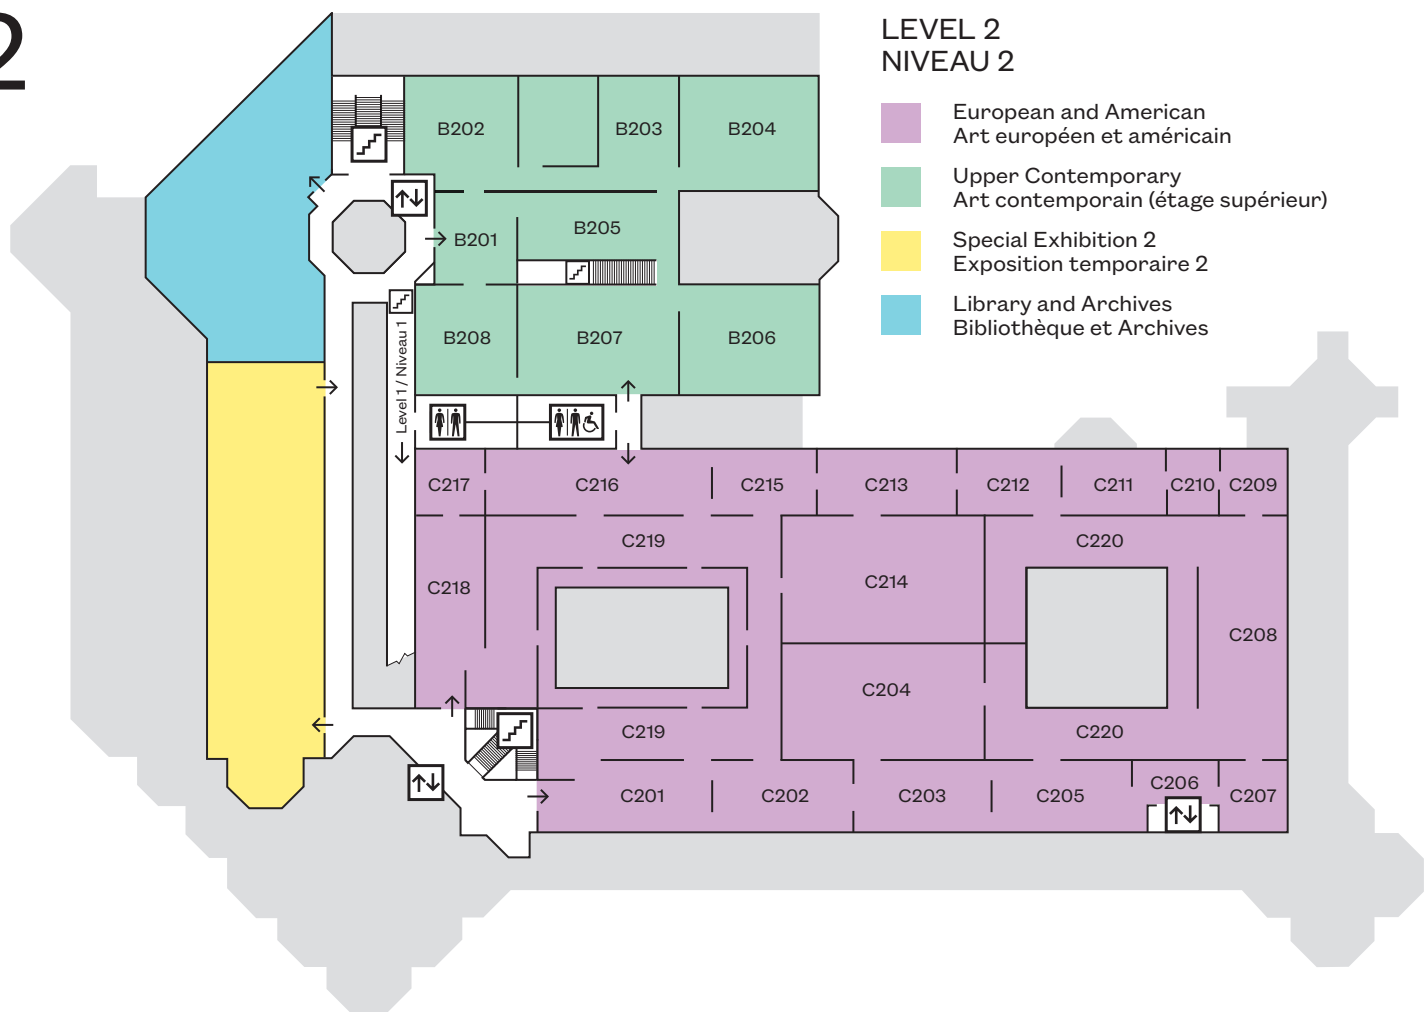 2
LEVEL 2
NIVEAU 2
European and American
Art européen et américain
Upper Contemporary
Art contemporain (étage supérieur)
Special Exhibition 2
Exposition temporaire 2
Library and Archives
Bibliothèque et Archives
B202
B203
B204
B201
B205
B208
B207
B206
Level 1 / Niveau 1
C217
C216
C215
C213
C212
C211
C210
C209
C219
C220
C218
C214
C208
C204
C219
C220
C201
C202
C203
C205
C206
C207